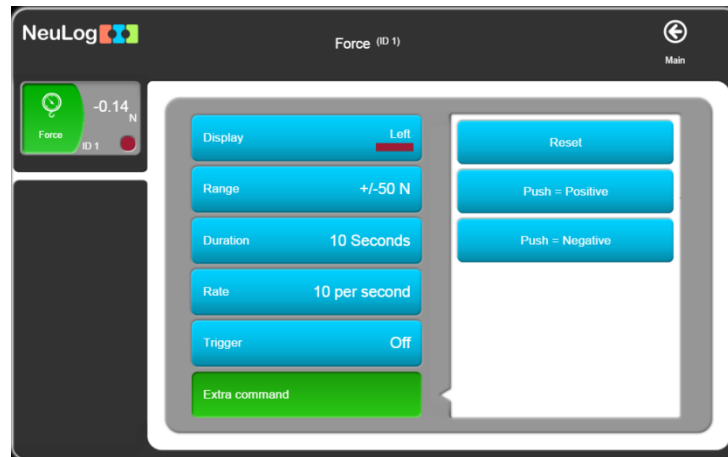 NeuLog
Force (ID 1)
Main
-0.14
N
Force
ID 1
Display Left
Range +/-50 N
Duration 10 Seconds
Rate 10 per second
Trigger Off
Extra command
Reset
Push = Positive
Push = Negative